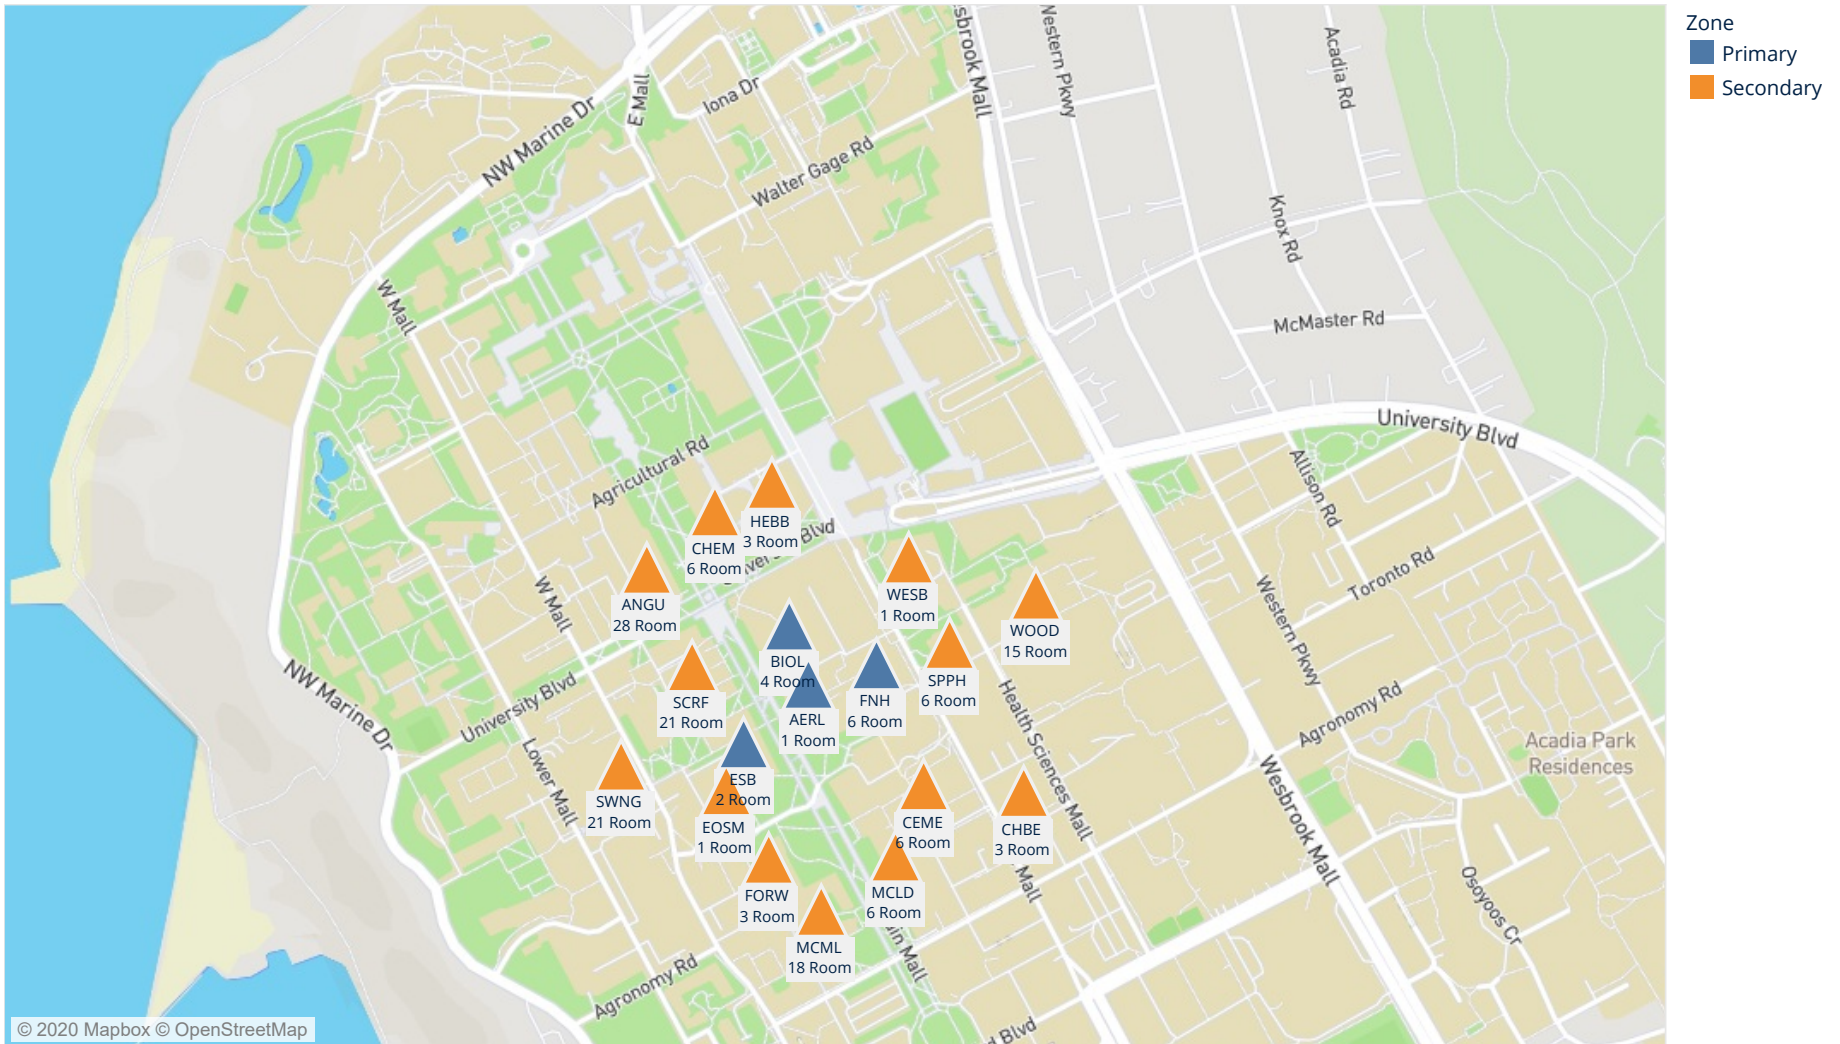 Zone
Primary
Secondary
sbrook Mall
Western Pkwy
Acadia Rd
E Mall
Iona Dr
NW Marine Dr
Walter Gage Rd
Knox Rd
W Mall
McMaster Rd
University Blvd
Agricultural Rd
Allison Rd
HEBB
3 Room
CHEM
6 Room
Blvd
ANGU
28 Room
WESB
1 Room
WOOD
15 Room
W Mall
Toronto Rd
Western Pkwy
BIOL
4 Room
SPPH
6 Room
FNH
6 Room
SCRF
21 Room
AERL
1 Room
NW Marine Dr
University Blvd
Health Sciences Mall
Agronomy Rd
Acadia Park
Residences
Lower Mall
ESB
2 Room
SWNG
21 Room
EOSM
1 Room
CEME
6 Room
CHBE
3 Room
Wesbrook Mall
FORW
3 Room
MCLD
6 Room
Mall
Osoyoos Cr
MCML
18 Room
ain Mall
Agronomy Rd
d Blvd
© 2020 Mapbox © OpenStreetMap